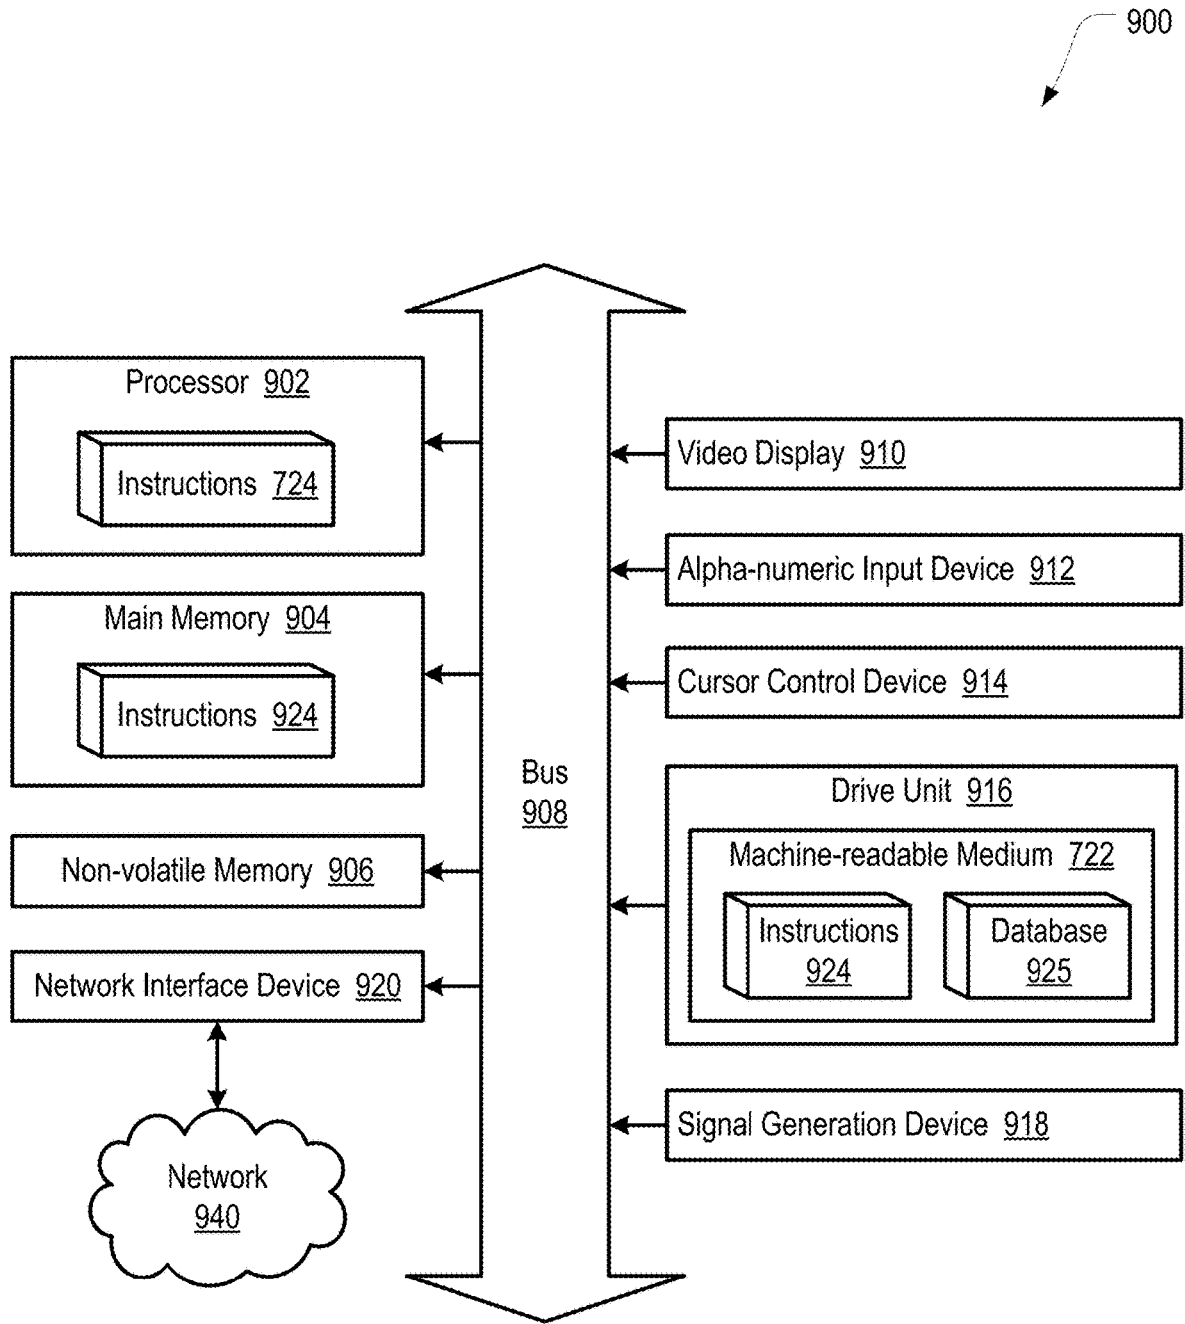 900
Processor 902
Instructions 724
Main Memory 904
Instructions 924
Non-volatile Memory 906
Network Interface Device 920
Network
940
Bus
908
Video Display 910
Alpha-numeric Input Device 912
Cursor Control Device 914
Drive Unit 916
Machine-readable Medium 722
Instructions
924
Database
925
Signal Generation Device 918